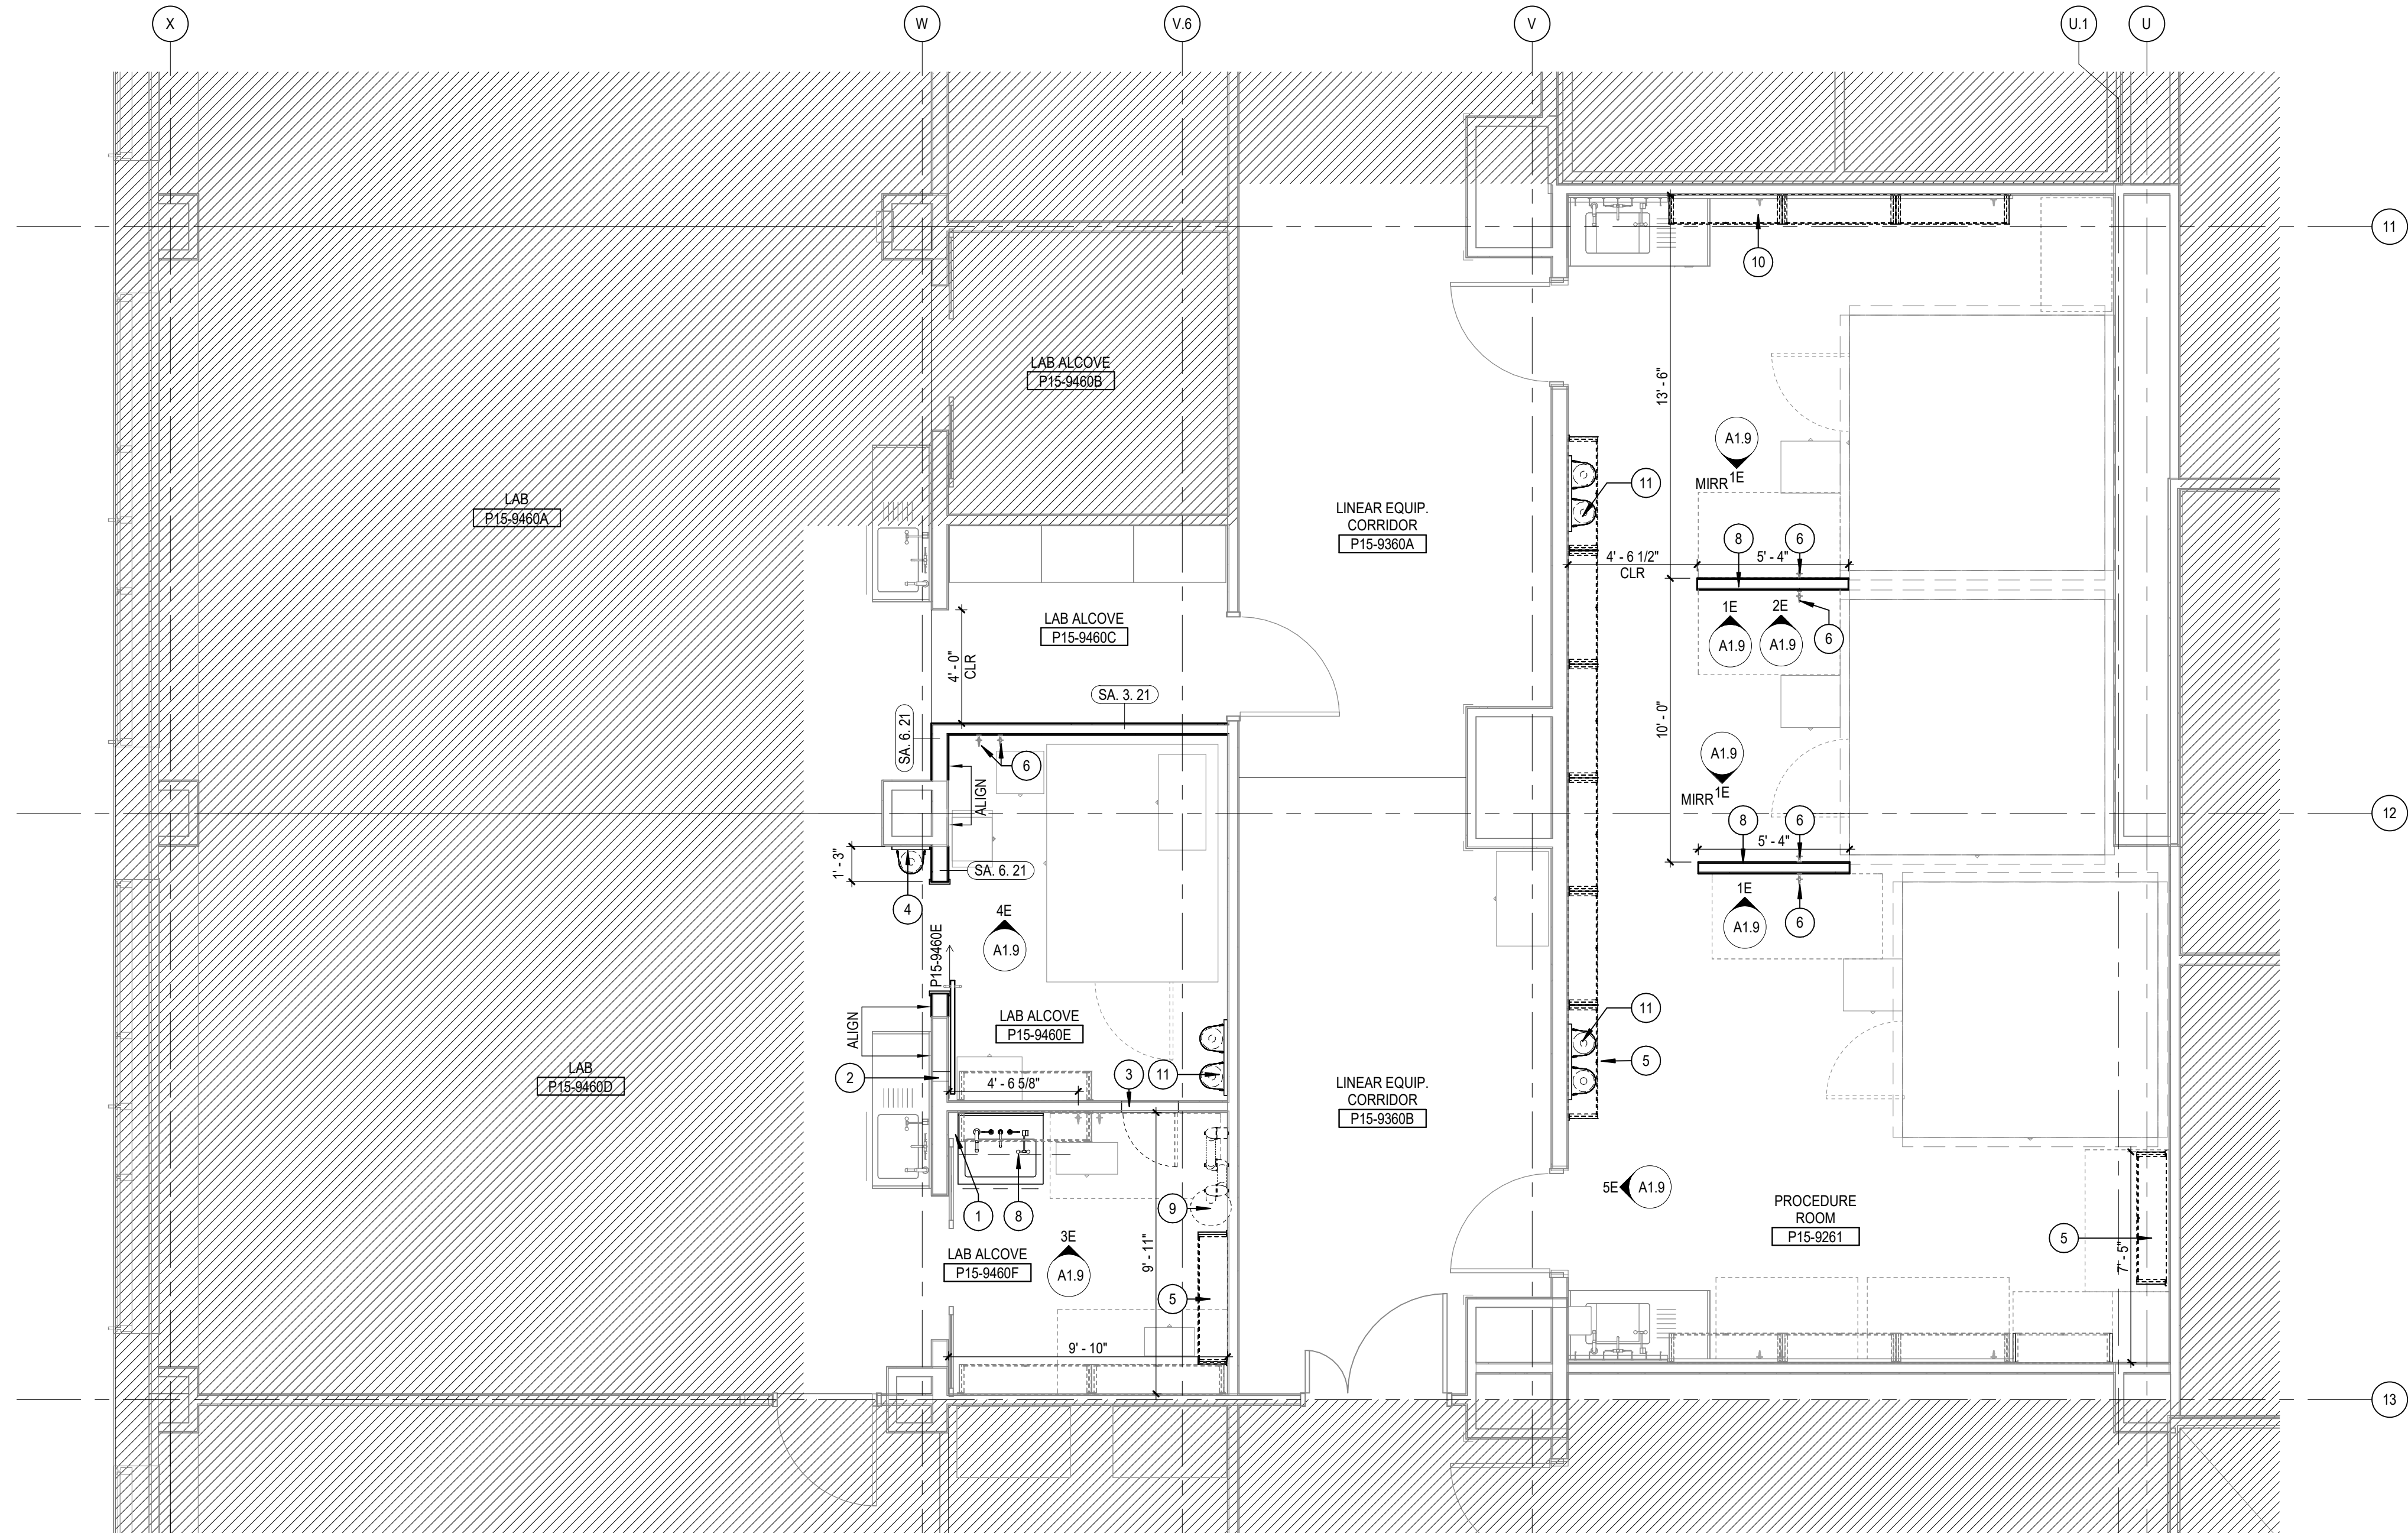 X
W
V.6
V
U.1
U
11
10
LAB ALCOVE
P15-9460B
13' - 6"
A1.9
1E
MIRR
LAB
P15-9460A
LINEAR EQUIP.
CORRIDOR
P15-9360A
11
8
6
4' - 6 1/2"
CLR
5' - 4"
LAB ALCOVE
P15-9460C
1E
2E
A1.9
A1.9
6
4' - 0"
CLR
SA. 3. 21
SA. 6. 21
10' - 0"
6
ALIGN
A1.9
1E
MIRR
12
8
6
5' - 4"
1' - 3"
SA. 6. 21
4
1E
A1.9
6
4E
A1.9
P15-9460E
ALIGN
LAB ALCOVE
P15-9460E
11
5
LAB
P15-9460D
2
4' - 6 5/8"
3
11
LINEAR EQUIP.
CORRIDOR
P15-9360B
5E
A1.9
PROCEDURE
ROOM
P15-9261
1
8
9
3E
A1.9
LAB ALCOVE
P15-9460F
9' - 11"
5
5
7' - 5"
9' - 10"
13